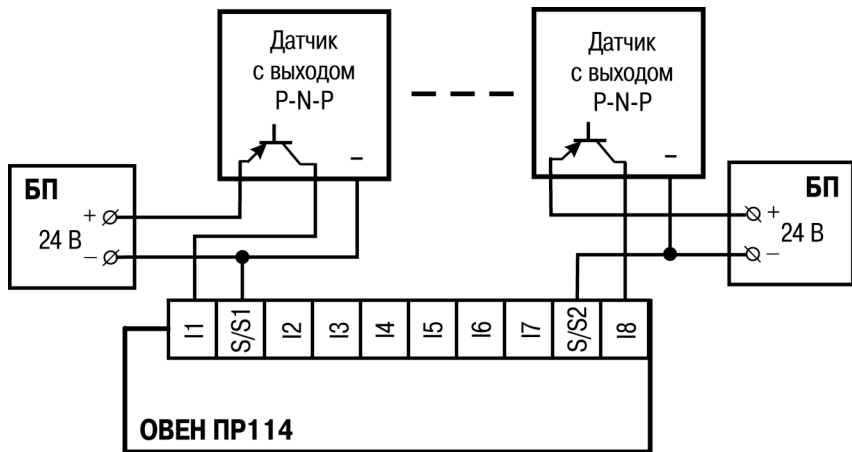 Датчик
с выходом
P-N-P
–
Датчик
с выходом
P-N-P
–
БП
+
24 В
–
БП
+
24 В
–
I1
S/S1
I2
I3
I4
I5
I6
I7
S/S2
I8
ОВЕН ПР114